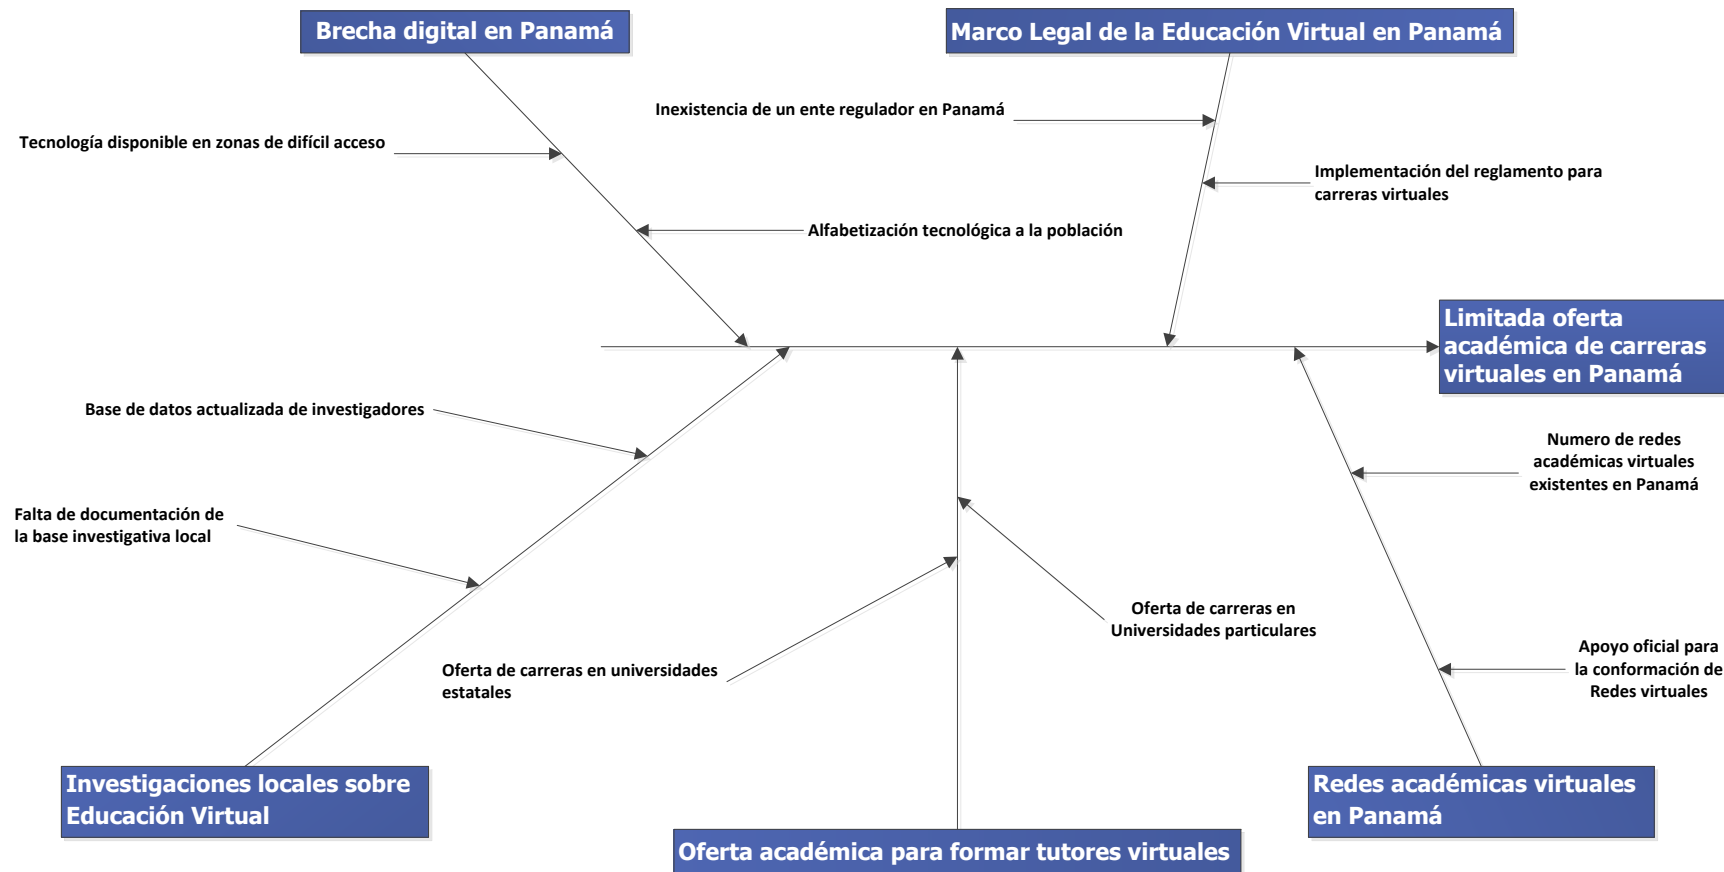 Brecha digital en Panamá
Marco Legal de la Educación Virtual en Panamá
Inexistencia de un ente regulador en Panamá
Tecnología disponible en zonas de difícil acceso
Implementación del reglamento para
carreras virtuales
Alfabetización tecnológica a la población
Limitada oferta
académica de carreras
virtuales en Panamá
Base de datos actualizada de investigadores
Numero de redes
académicas virtuales
existentes en Panamá
Falta de documentación de
la base investigativa local
Oferta de carreras en
Universidades particulares
Oferta de carreras en universidades
estatales
Apoyo oficial para
la conformación de
Redes virtuales
Investigaciones locales sobre
Educación Virtual
Redes académicas virtuales
en Panamá
Oferta académica para formar tutores virtuales